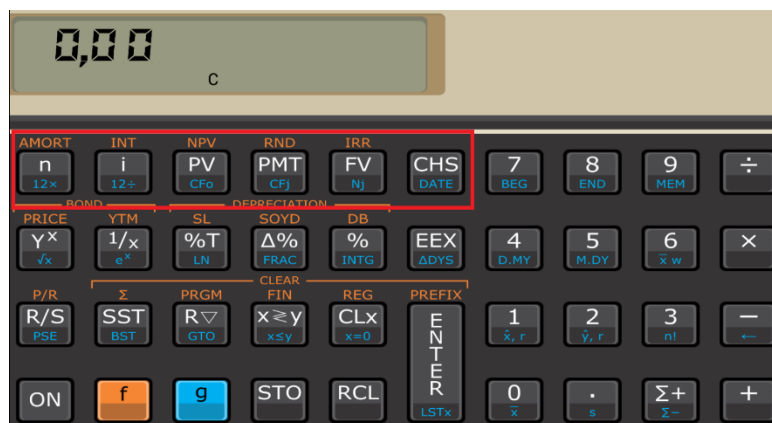 0,00
C
AMORT INT NPV RND IRR
n i PV PMT FV CHS 7 8 9 ÷
12× 12÷ CFo CFj Nj DATE BEG END MEM
BOND DEPRECIATION
PRICE YTM SL SOYD DB
Yˣ 1/x %T Δ% % EEX 4 5 6 ×
√x eˣ LN FRAC INTG ΔDYS D.MY M.DY x̄ w
CLEAR
P/R Σ PRGM FIN REG PREFIX
R/S SST R▽ x≷y CLx ENTER 1 2 3 −
PSE BST GTO x≤y x=0 x̂, r ŷ, r n! ←
ON f g STO RCL 0 . Σ+ +
LSTx x̄ s Σ−